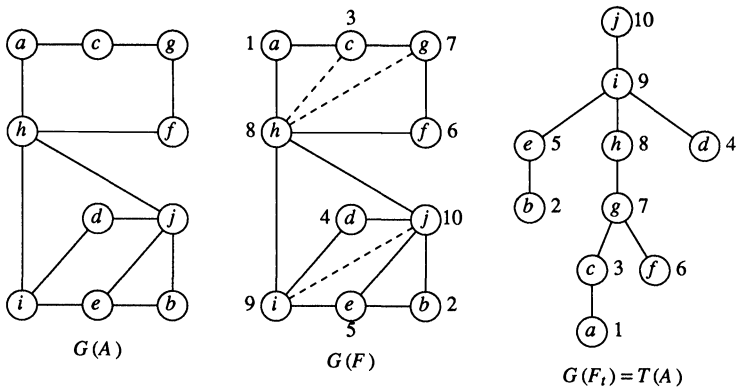 3
j 10
a c g
1 a c g 7
i 9
h f
8 h f 6
e 5 h 8 d 4
d j
4 d j 10
b 2 g 7
i e b
9 i e b 2
5
c 3 f 6
a 1
G(A)
G(F)
G(Fₜ) = T(A)